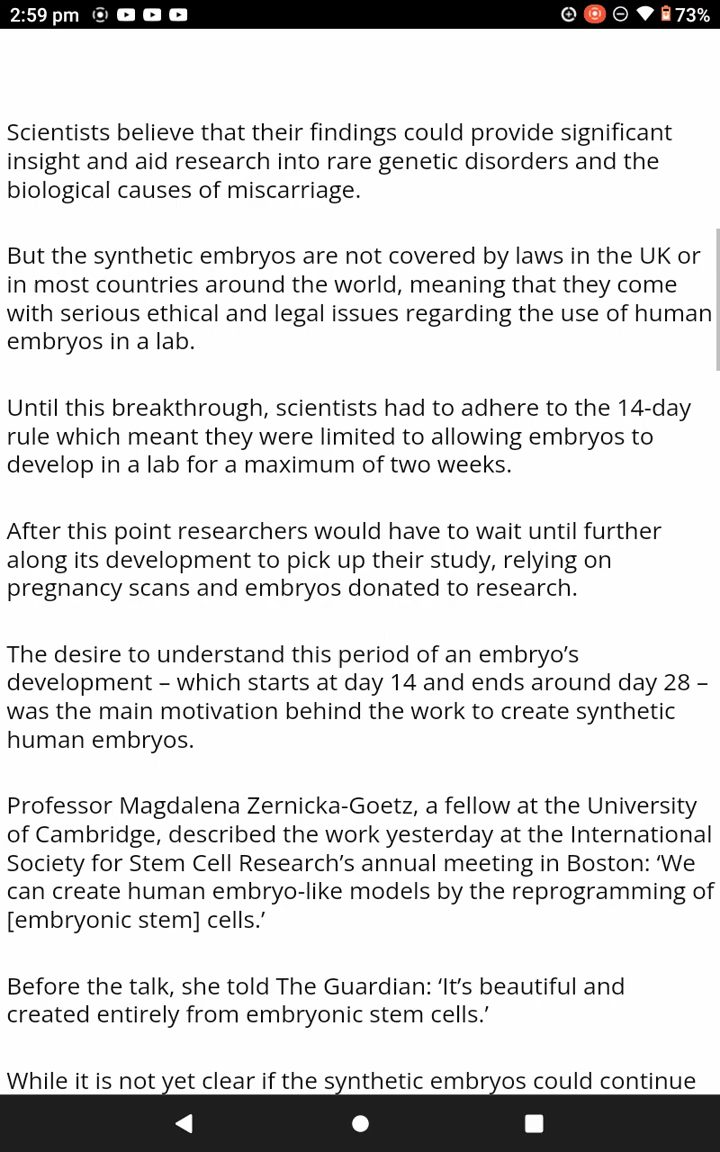 2:59 pm
73%
Scientists believe that their findings could provide significant
insight and aid research into rare genetic disorders and the
biological causes of miscarriage.
But the synthetic embryos are not covered by laws in the UK or
in most countries around the world, meaning that they come
with serious ethical and legal issues regarding the use of human
embryos in a lab.
Until this breakthrough, scientists had to adhere to the 14-day
rule which meant they were limited to allowing embryos to
develop in a lab for a maximum of two weeks.
After this point researchers would have to wait until further
along its development to pick up their study, relying on
pregnancy scans and embryos donated to research.
The desire to understand this period of an embryo’s
development – which starts at day 14 and ends around day 28 –
was the main motivation behind the work to create synthetic
human embryos.
Professor Magdalena Zernicka-Goetz, a fellow at the University
of Cambridge, described the work yesterday at the International
Society for Stem Cell Research’s annual meeting in Boston: ‘We
can create human embryo-like models by the reprogramming of
[embryonic stem] cells.’
Before the talk, she told The Guardian: ‘It’s beautiful and
created entirely from embryonic stem cells.’
While it is not yet clear if the synthetic embryos could continue